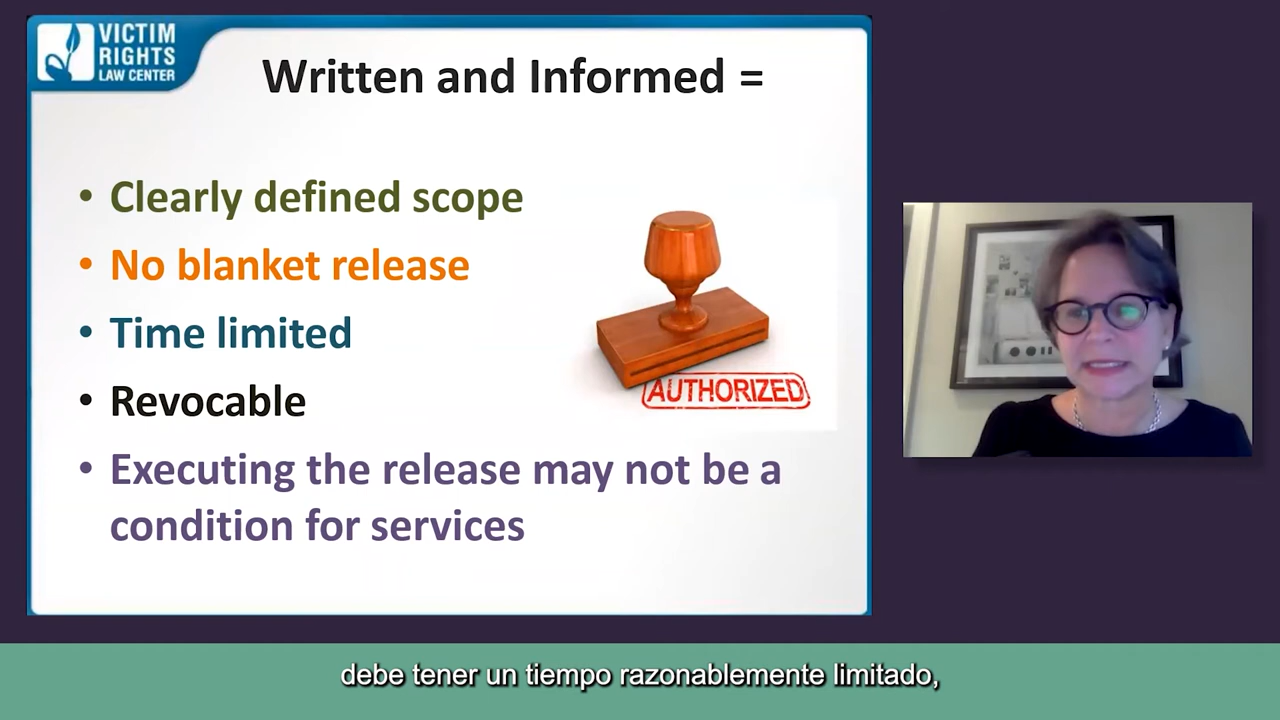 VICTIM
RIGHTS
LAW CENTER
Written and Informed =
• Clearly defined scope
• No blanket release
• Time limited
• Revocable
• Executing the release may not be a
condition for services
AUTHORIZED
debe tener un tiempo razonablemente limitado,